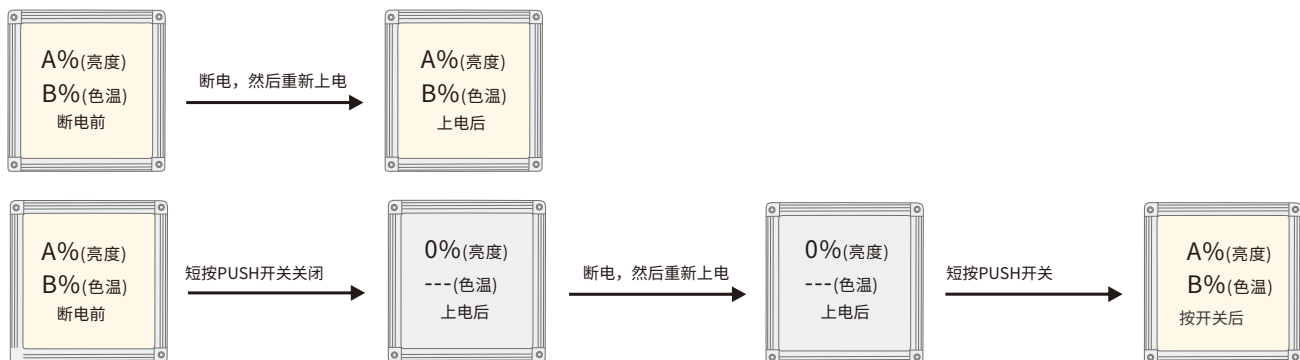 A%(亮度)
B%(色温)
断电前
断电，然后重新上电
A%(亮度)
B%(色温)
上电后
A%(亮度)
B%(色温)
断电前
短按PUSH开关关闭
0%(亮度)
---(色温)
上电后
断电，然后重新上电
0%(亮度)
---(色温)
上电后
短按PUSH开关
A%(亮度)
B%(色温)
按开关后